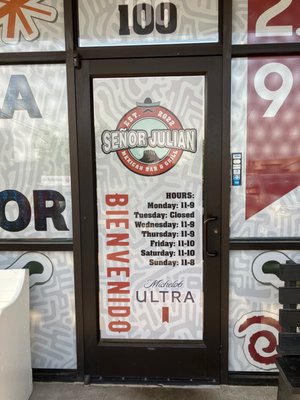 100
2.
9
A
OR
EST. 2022
SEÑOR JULIAN
MEXICAN BAR & GRILL
BIENVENIDO
HOURS:
Monday: 11-9
Tuesday: Closed
Wednesday: 11-9
Thursday: 11-9
Friday: 11-10
Saturday: 11-10
Sunday: 11-8
Michelob
ULTRA